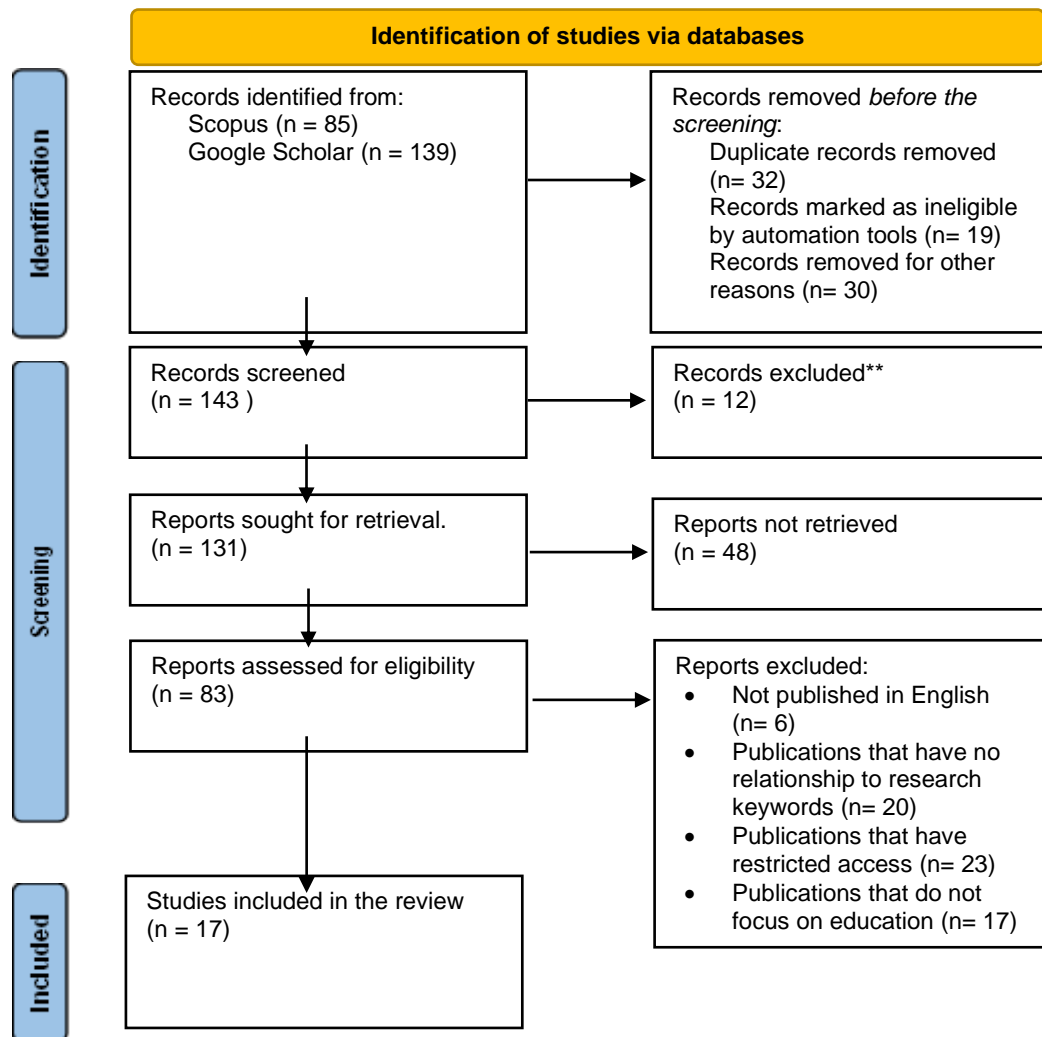 Identification of studies via databases
Identification
Records identified from:
Scopus (n = 85)
Google Scholar (n = 139)
Records removed before the
screening:
Duplicate records removed
(n= 32)
Records marked as ineligible
by automation tools (n= 19)
Records removed for other
reasons (n= 30)
Screening
Records screened
(n = 143 )
Records excluded**
(n = 12)
Reports sought for retrieval.
(n = 131)
Reports not retrieved
(n = 48)
Reports assessed for eligibility
(n = 83)
Reports excluded:
• Not published in English
(n= 6)
• Publications that have no
relationship to research
keywords (n= 20)
• Publications that have
restricted access (n= 23)
• Publications that do not
focus on education (n= 17)
Included
Studies included in the review
(n = 17)